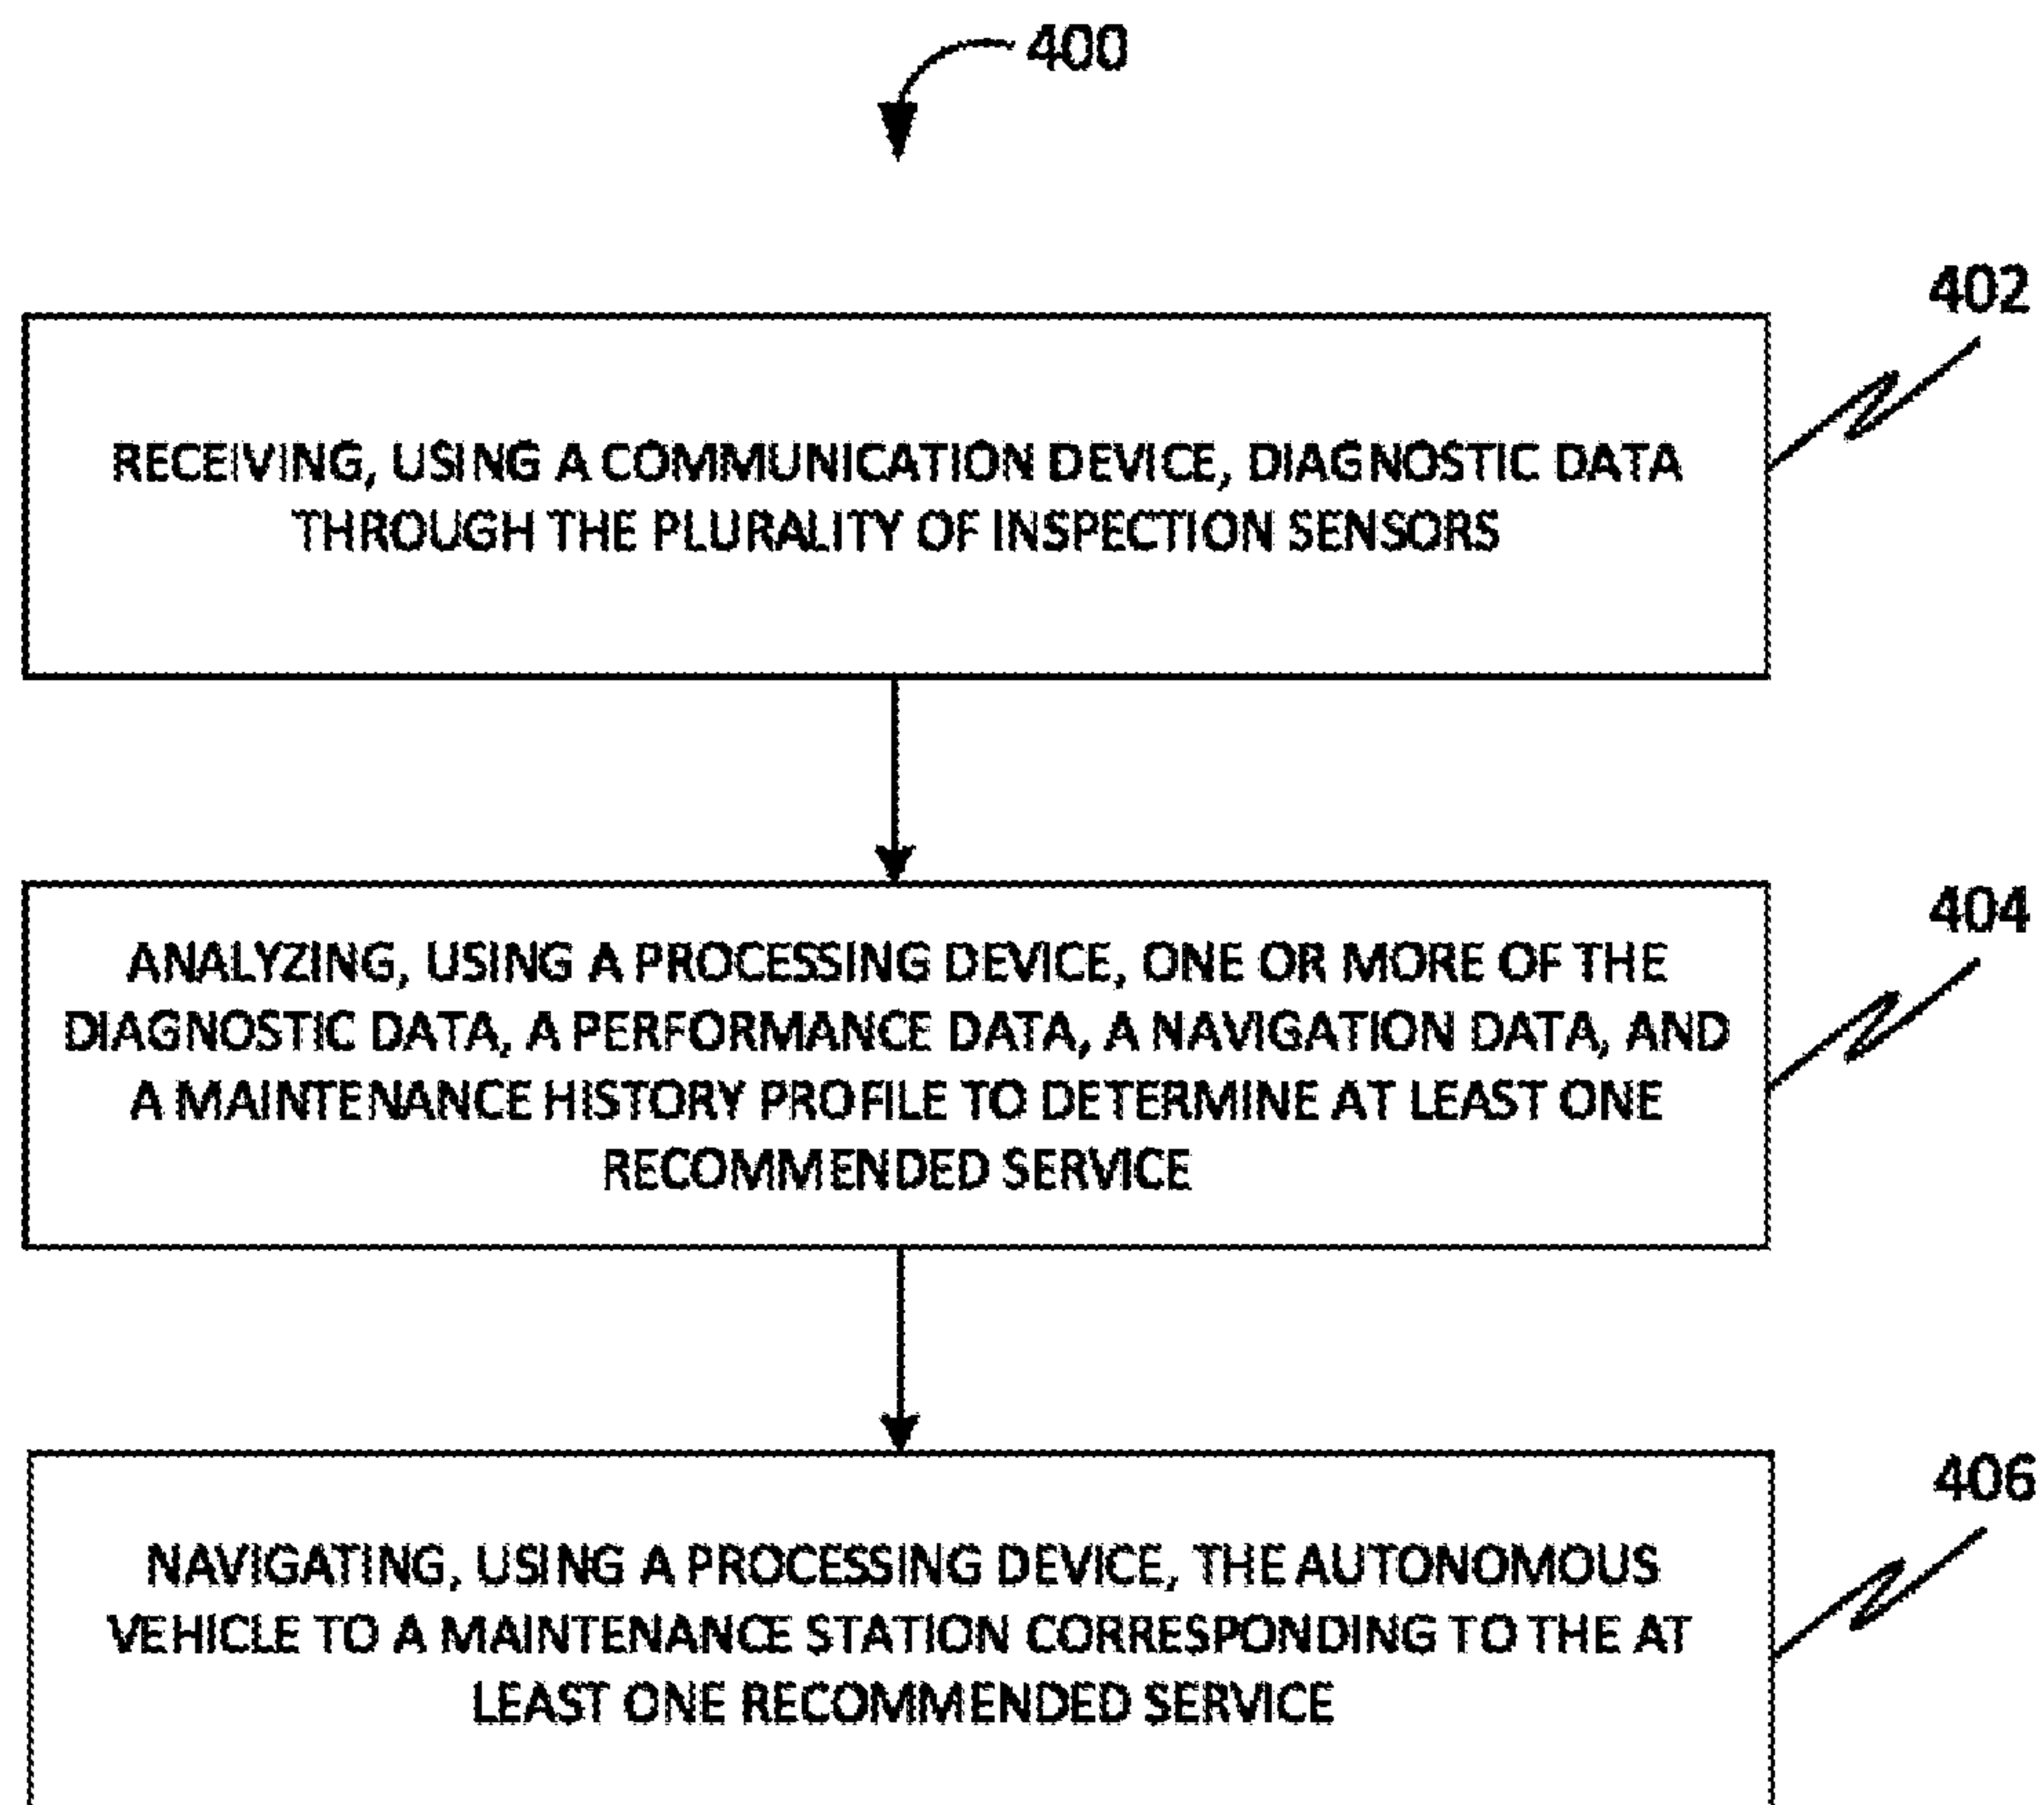 400
402
RECEIVING, USING A COMMUNICATION DEVICE, DIAGNOSTIC DATA
THROUGH THE PLURALITY OF INSPECTION SENSORS
404
ANALYZING, USING A PROCESSING DEVICE, ONE OR MORE OF THE
DIAGNOSTIC DATA, A PERFORMANCE DATA, A NAVIGATION DATA, AND
A MAINTENANCE HISTORY PROFILE TO DETERMINE AT LEAST ONE
RECOMMENDED SERVICE
406
NAVIGATING, USING A PROCESSING DEVICE, THE AUTONOMOUS
VEHICLE TO A MAINTENANCE STATION CORRESPONDING TO THE AT
LEAST ONE RECOMMENDED SERVICE